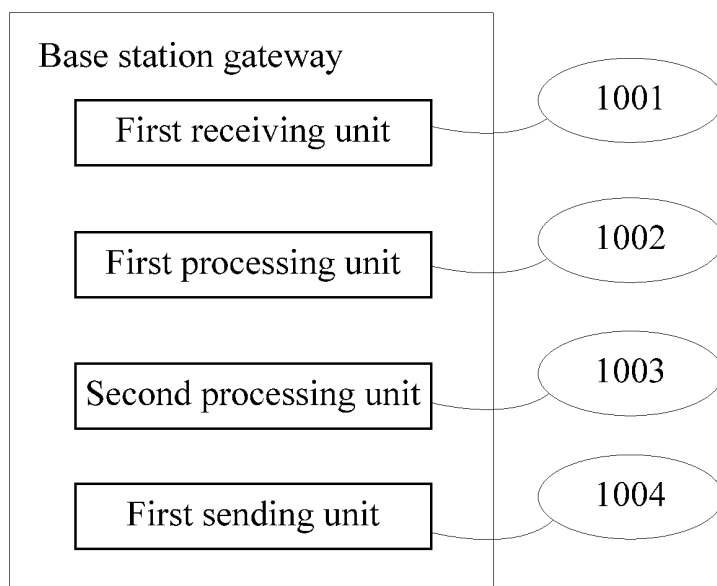 Base station gateway
First receiving unit
1001
First processing unit
1002
Second processing unit
1003
First sending unit
1004